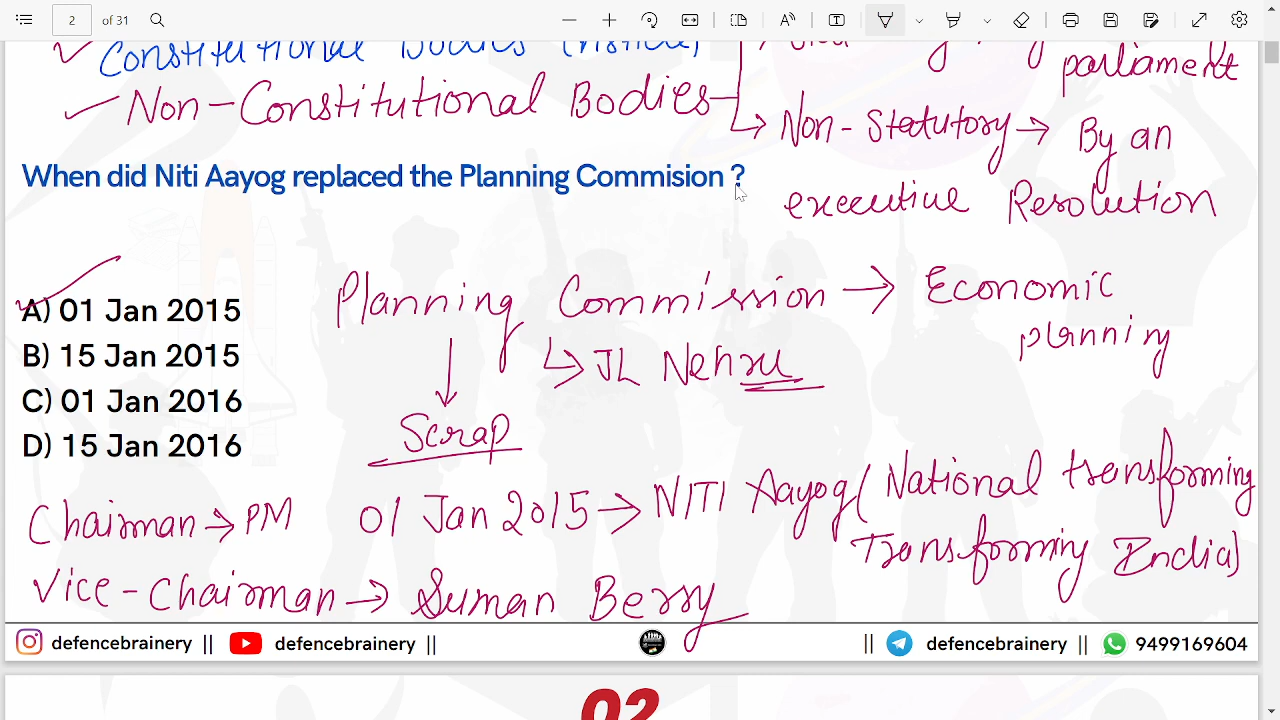 2 of 31
Constitutional Bodies
parliament
Non-Constitutional Bodies
Non-Statutory → By an
executive Resolution
When did Niti Aayog replaced the Planning Commision ?
A) 01 Jan 2015
B) 15 Jan 2015
C) 01 Jan 2016
D) 15 Jan 2016
Planning Commission → Economic
planning
JL Nehru
Scrap
01 Jan 2015 → NITI Aayog (National transforming
Transforming India)
Chairman → PM
Vice-Chairman → Suman Berry
defencebrainery || defencebrainery || || defencebrainery || 9499169604
02